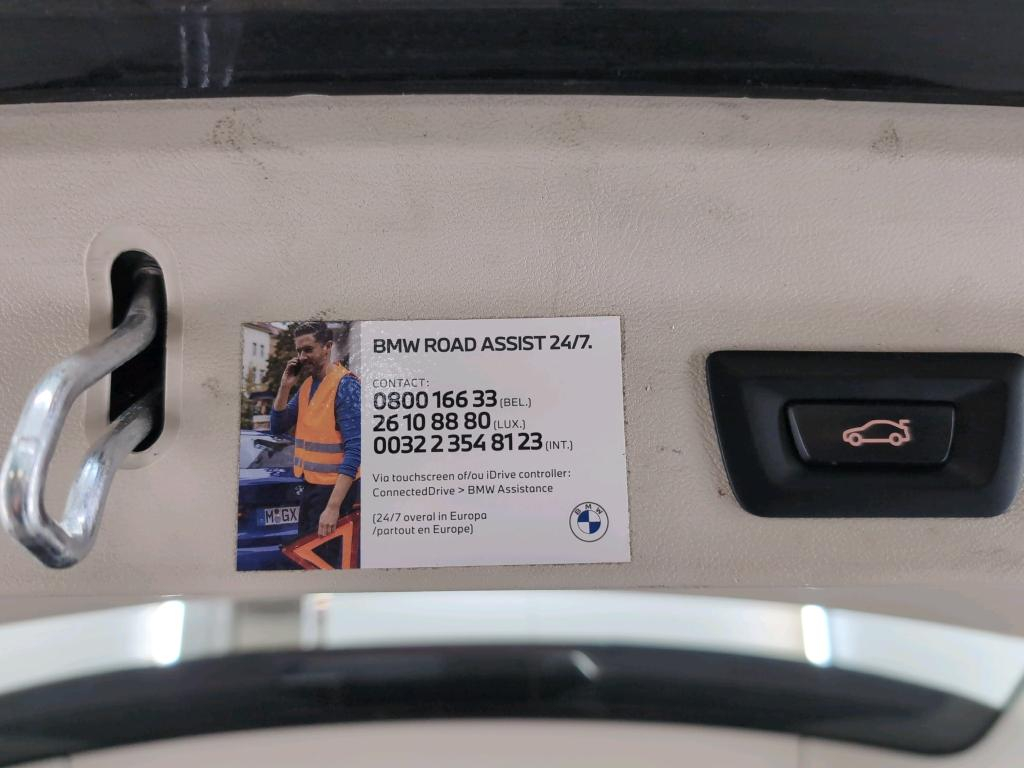 BMW ROAD ASSIST 24/7.
CONTACT:
0800 166 33 (BEL.)
26 10 88 80 (LUX.)
0032 2 354 81 23 (INT.)
Via touchscreen of/ou iDrive controller:
ConnectedDrive > BMW Assistance
(24/7 overal in Europa
/partout en Europe)
BMW
M GX